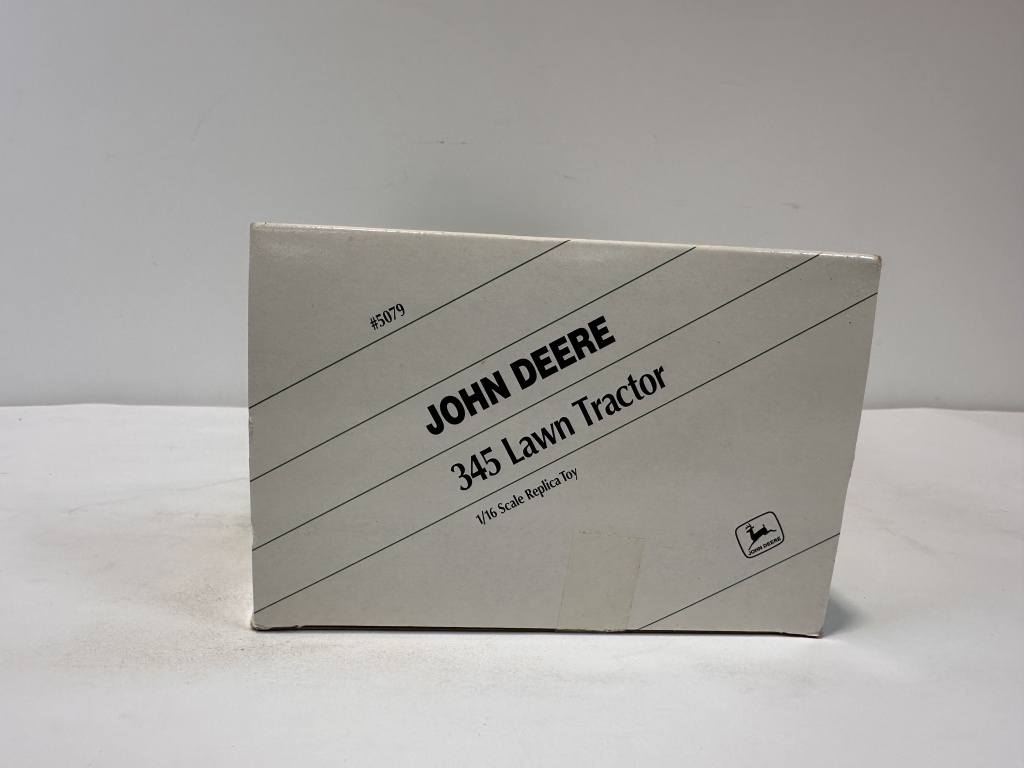 #5079
JOHN DEERE
345 Lawn Tractor
1/16 Scale Replica Toy
JOHN DEERE